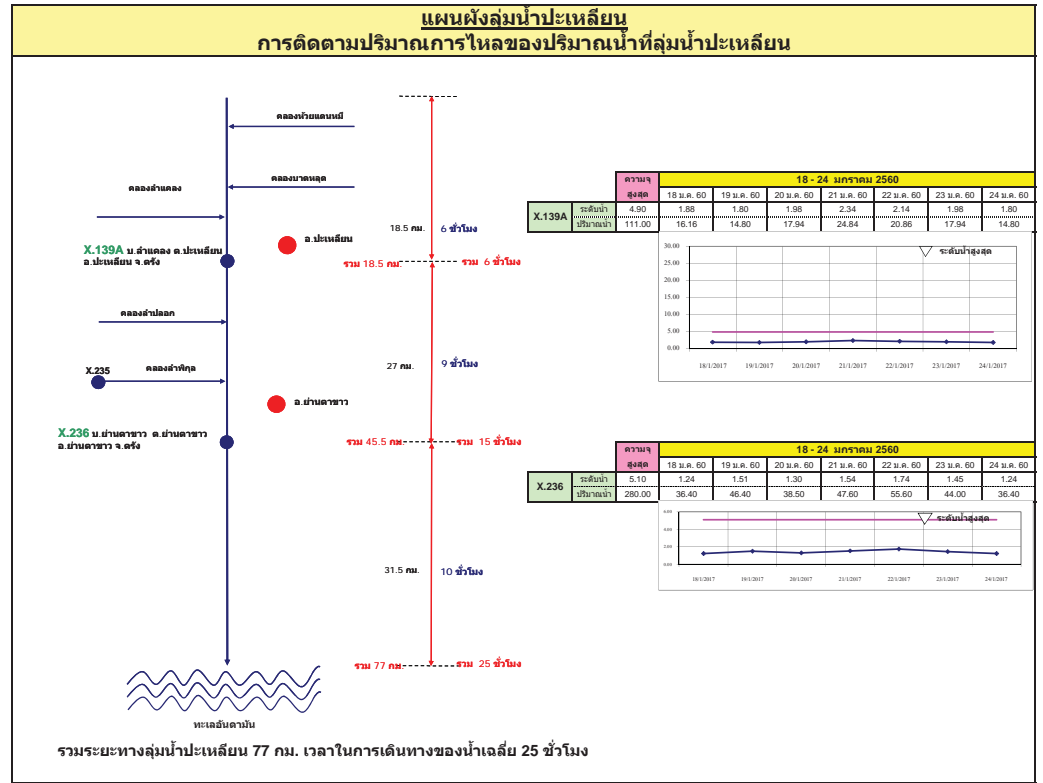 แผนผังลุ่มน้ำปะเหลียน
การติดตามปริมาณการไหลของปริมาณน้ำที่ลุ่มน้ำปะเหลียน
คลองห้วยแดนหมี
คลองบาดหลุด
คลองลำแคลง
X.139A บ.ลำแคลง ต.ปะเหลียน
อ.ปะเหลียน จ.ตรัง
อ.ปะเหลียน
18.5 กม. 6 ชั่วโมง
รวม 18.5 กม. รวม 6 ชั่วโมง
คลองลำปลอก
X.235 คลองลำพิกุล
27 กม. 9 ชั่วโมง
อ.ย่านตาขาว
X.236 บ.ย่านตาขาว ต.ย่านตาขาว
อ.ย่านตาขาว จ.ตรัง
รวม 45.5 กม. รวม 15 ชั่วโมง
31.5 กม. 10 ชั่วโมง
รวม 77 กม. รวม 25 ชั่วโมง
ทะเลอันดามัน
ความจุ 18 - 24 มกราคม 2560
สูงสุด 18 ม.ค. 60 19 ม.ค. 60 20 ม.ค. 60 21 ม.ค. 60 22 ม.ค. 60 23 ม.ค. 60 24 ม.ค. 60
X.139A ระดับน้ำ 4.90 1.88 1.80 1.98 2.34 2.14 1.98 1.80
ปริมาณน้ำ 111.00 16.16 14.80 17.94 24.84 20.86 17.94 14.80
ระดับน้ำสูงสุด
30.00
25.00
20.00
15.00
10.00
5.00
0.00
18/1/2017 19/1/2017 20/1/2017 21/1/2017 22/1/2017 23/1/2017 24/1/2017
ความจุ 18 - 24 มกราคม 2560
สูงสุด 18 ม.ค. 60 19 ม.ค. 60 20 ม.ค. 60 21 ม.ค. 60 22 ม.ค. 60 23 ม.ค. 60 24 ม.ค. 60
X.236 ระดับน้ำ 5.10 1.24 1.51 1.30 1.54 1.74 1.45 1.24
ปริมาณน้ำ 280.00 36.40 46.40 38.50 47.60 55.60 44.00 36.40
ระดับน้ำสูงสุด
6.00
4.00
2.00
0.00
18/1/2017 19/1/2017 20/1/2017 21/1/2017 22/1/2017 23/1/2017 24/1/2017
รวมระยะทางลุ่มน้ำปะเหลียน 77 กม. เวลาในการเดินทางของน้ำเฉลี่ย 25 ชั่วโมง